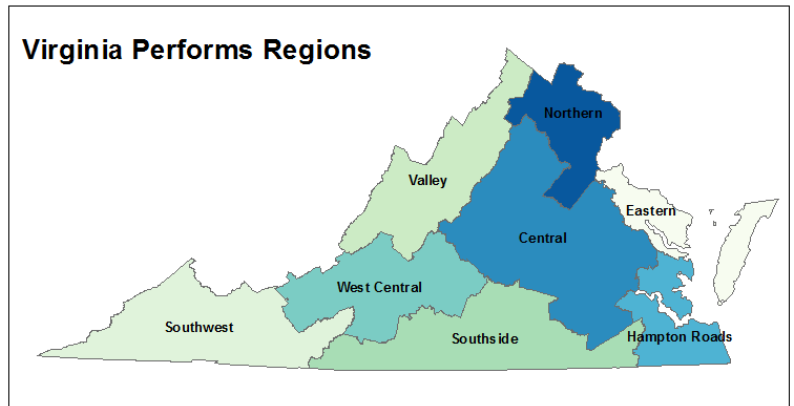 Virginia Performs Regions
Northern
Valley
Eastern
Central
West Central
Southwest
Southside
Hampton Roads